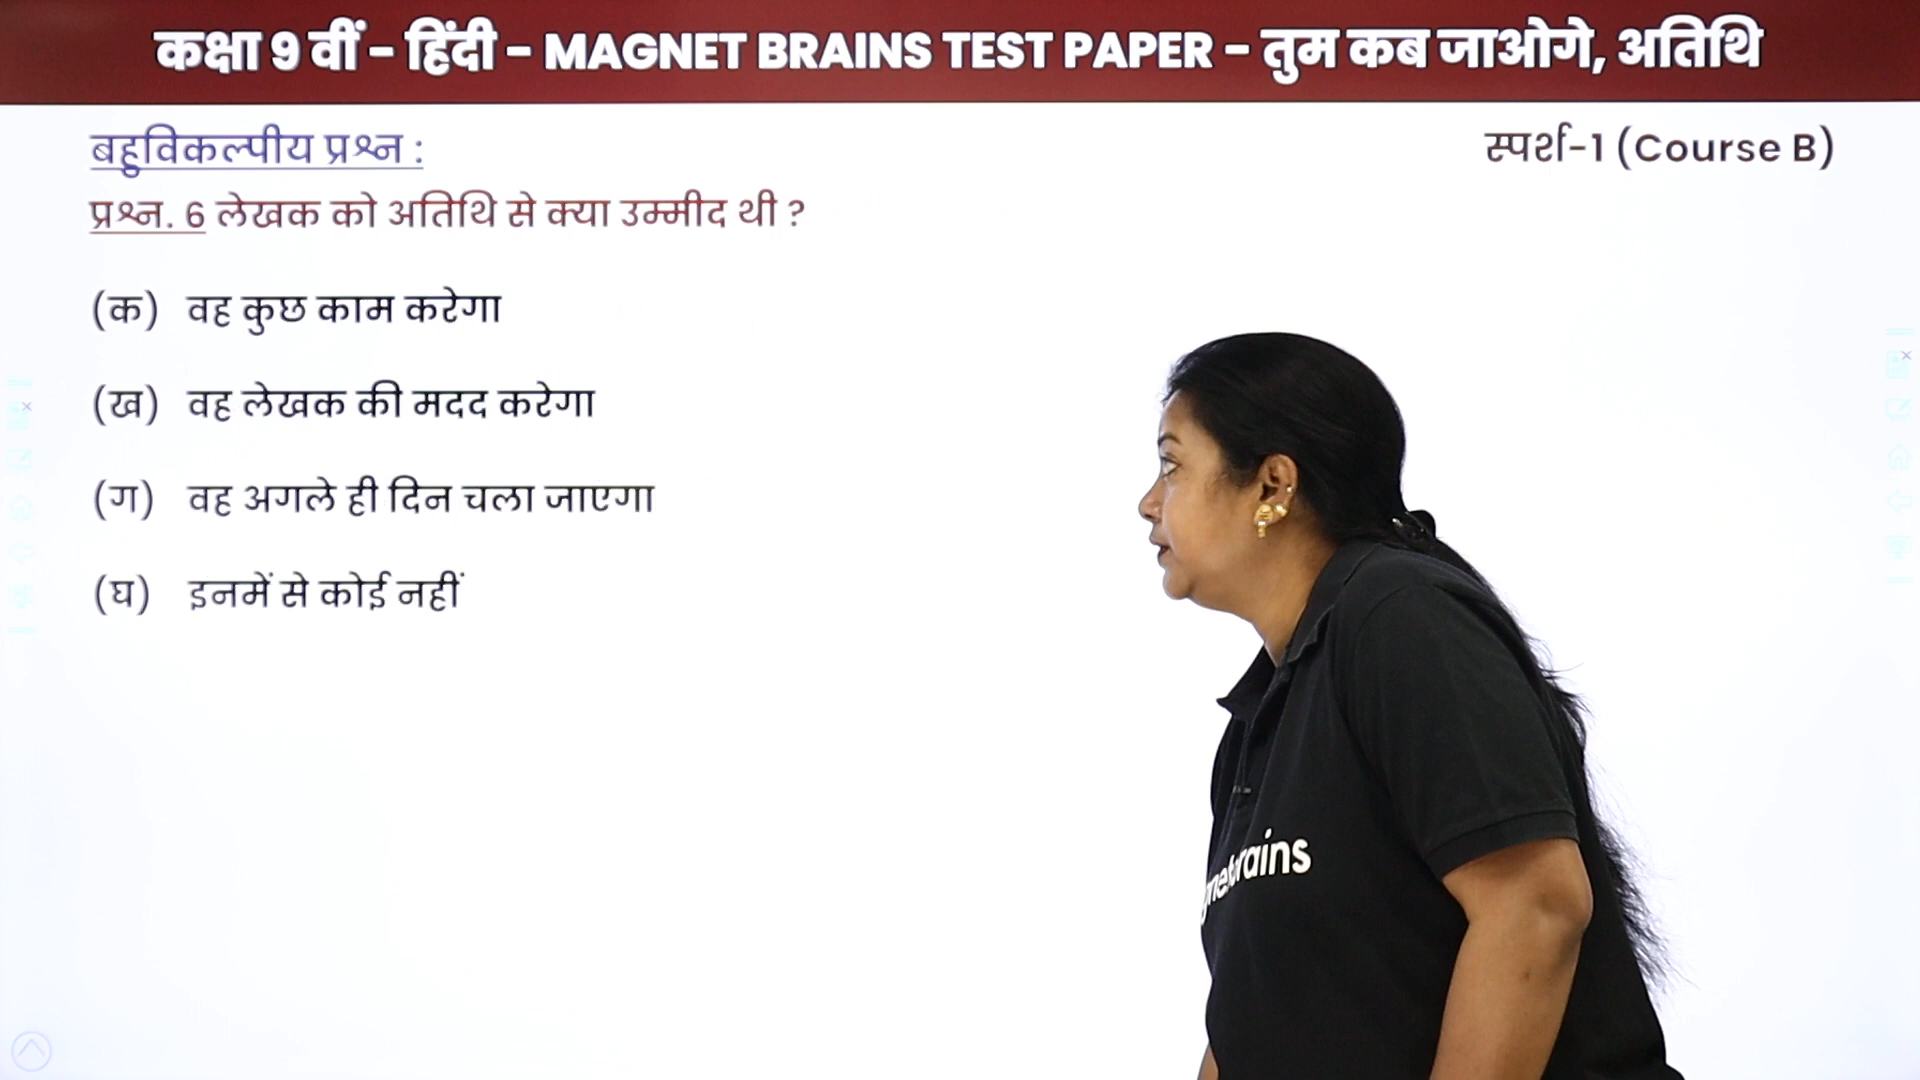 कक्षा 9 वीं - हिंदी - MAGNET BRAINS TEST PAPER - तुम कब जाओगे, अतिथि
बहुविकल्पीय प्रश्न :
स्पर्श-1 (Course B)
प्रश्न. 6 लेखक को अतिथि से क्या उम्मीद थी ?
(क) वह कुछ काम करेगा
(ख) वह लेखक की मदद करेगा
(ग) वह अगले ही दिन चला जाएगा
(घ) इनमें से कोई नहीं